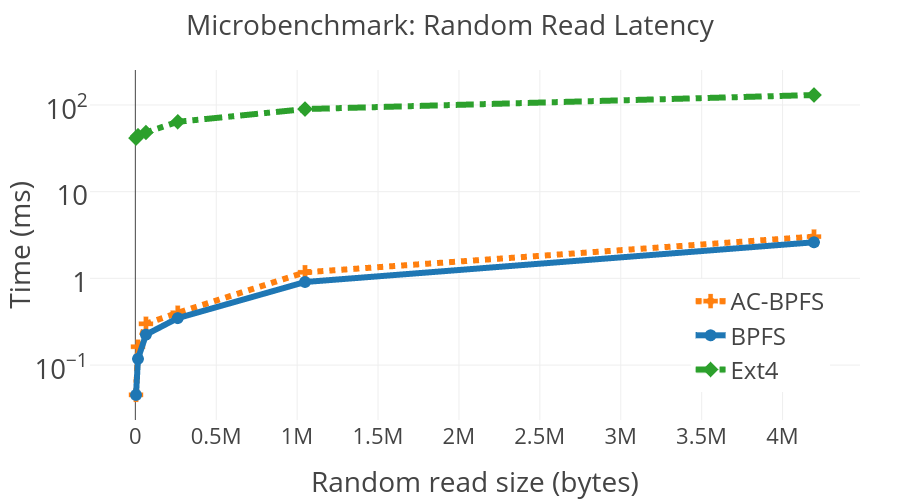 Microbenchmark: Random Read Latency
Time (ms)
10²
10
1
10⁻¹
AC-BPFS
BPFS
Ext4
0 0.5M 1M 1.5M 2M 2.5M 3M 3.5M 4M
Random read size (bytes)